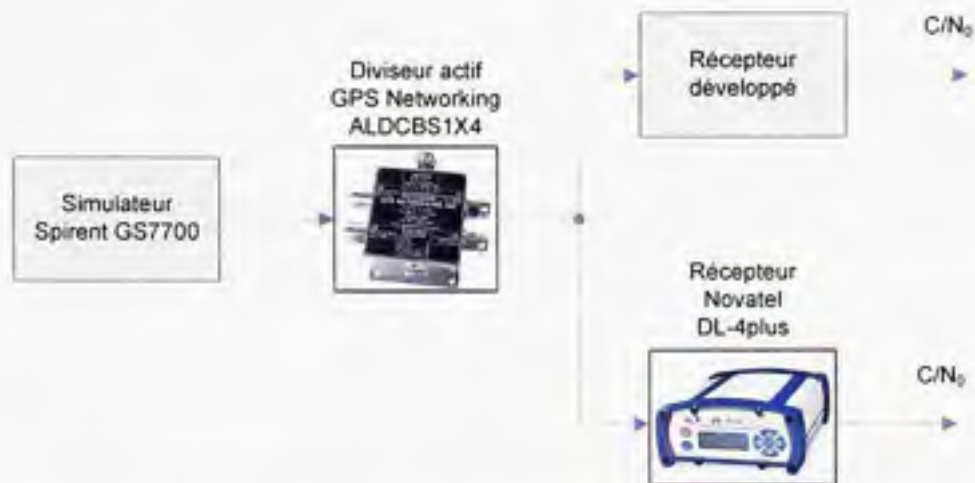 Diviseur actif
GPS Networking
ALDCBS1X4
Simulateur
Spirent GS7700
Récepteur
développé
C/N₀
Récepteur
Novatel
DL-4plus
C/N₀